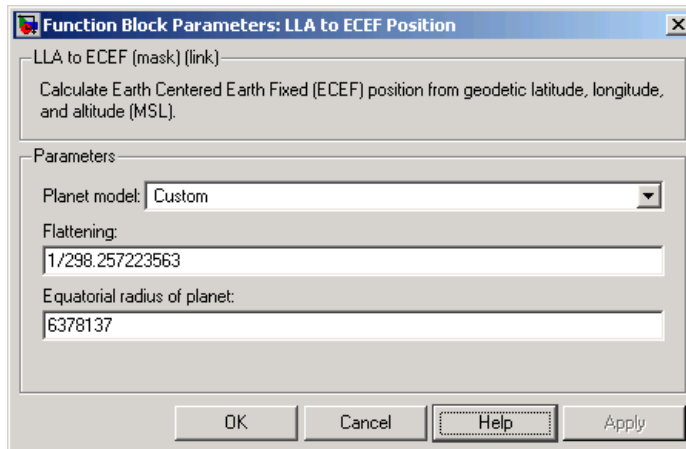 Function Block Parameters: LLA to ECEF Position
LLA to ECEF (mask) (link)
Calculate Earth Centered Earth Fixed (ECEF) position from geodetic latitude, longitude,
and altitude (MSL).
Parameters
Planet model: Custom
Flattening:
1/298.257223563
Equatorial radius of planet:
6378137
OK Cancel Help Apply